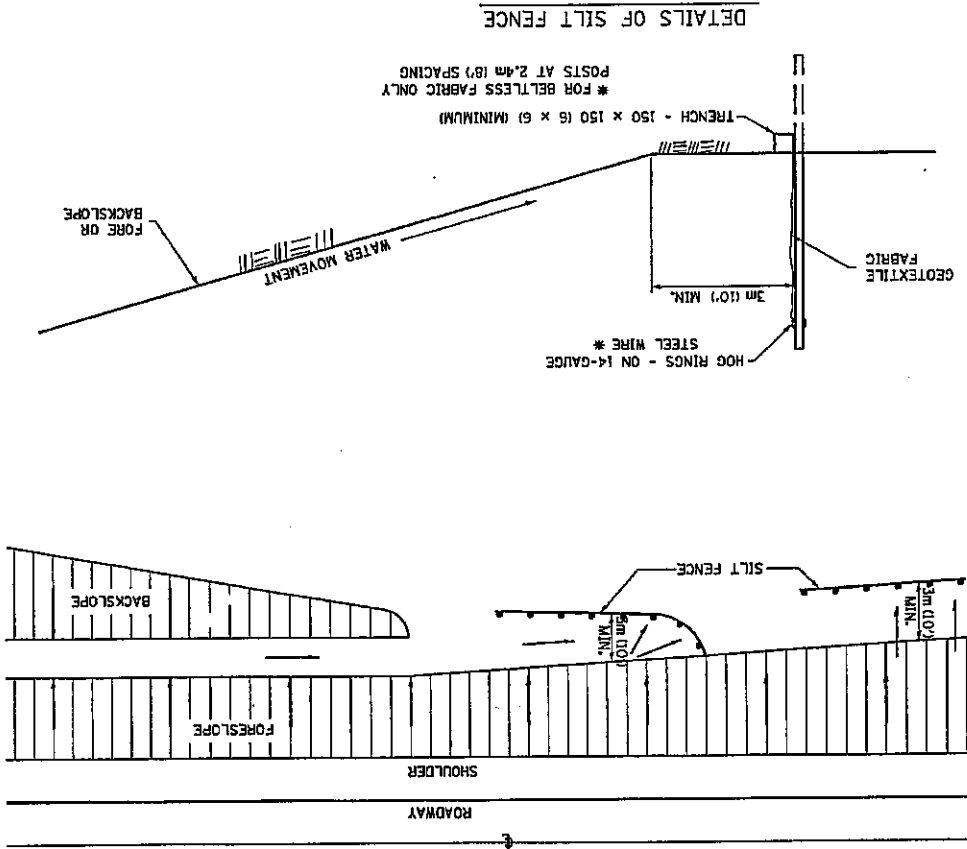 ℄
ROADWAY
SHOULDER
FORESLOPE
3m (10')
MIN.
3m (10')
MIN.
BACKSLOPE
SILT FENCE
HOG RINGS - ON 14-GAUGE
STEEL WIRE *
3m (10') MIN.
GEOTEXTILE
FABRIC
WATER MOVEMENT
FORE OR
BACKSLOPE
TRENCH - 150 x 150 (6 x 6) (MINIMUM)
* FOR BELTLESS FABRIC ONLY
POSTS AT 2.4m (8') SPACING
DETAILS OF SILT FENCE